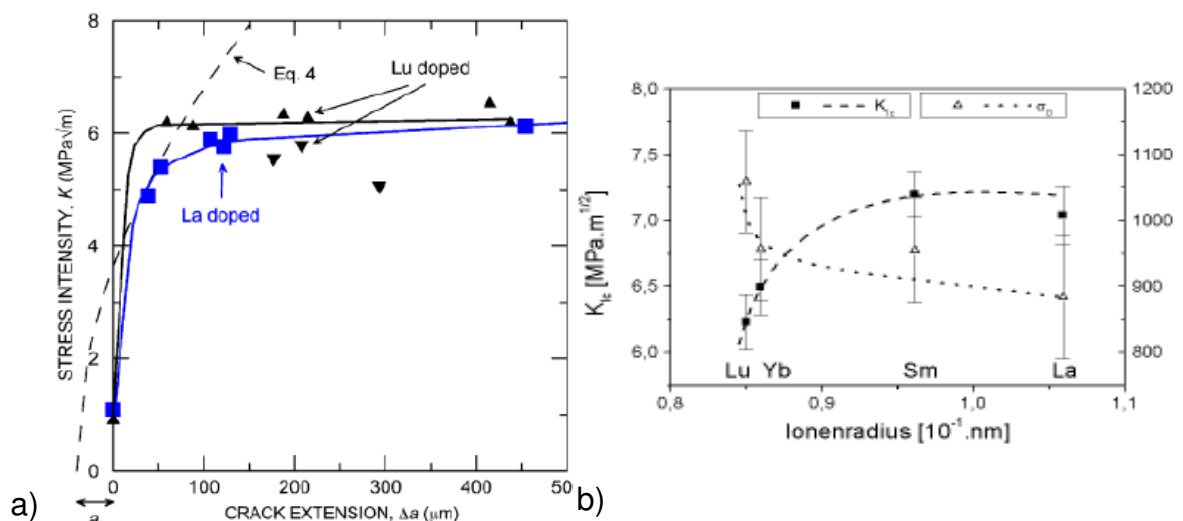 a)
STRESS INTENSITY, K (MPa√m)
8
6
4
2
0
Eq. 4
Lu doped
La doped
0 100 200 300 400 50
CRACK EXTENSION, Δa (μm)
a
b)
K_Ic
σ_0
K_Ic [MPa.m^1/2]
8,0
7,5
7,0
6,5
6,0
1200
1100
1000
900
800
Lu Yb Sm La
0,8 0,9 1,0 1,1
Ionenradius [10^-1.nm]